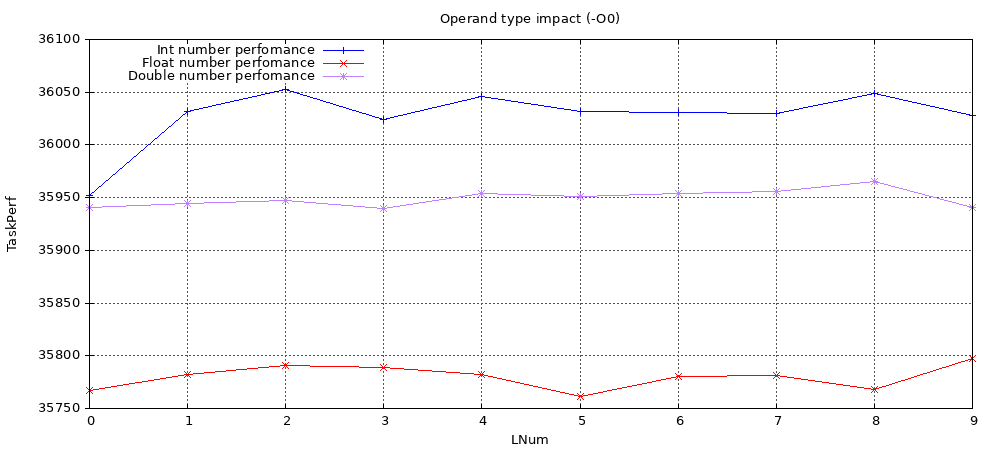 Operand type impact (-O0)
36100
Int number perfomance
Float number perfomance
Double number perfomance
36050
36000
35950
35900
35850
35800
35750
TaskPerf
0 1 2 3 4 5 6 7 8 9
LNum